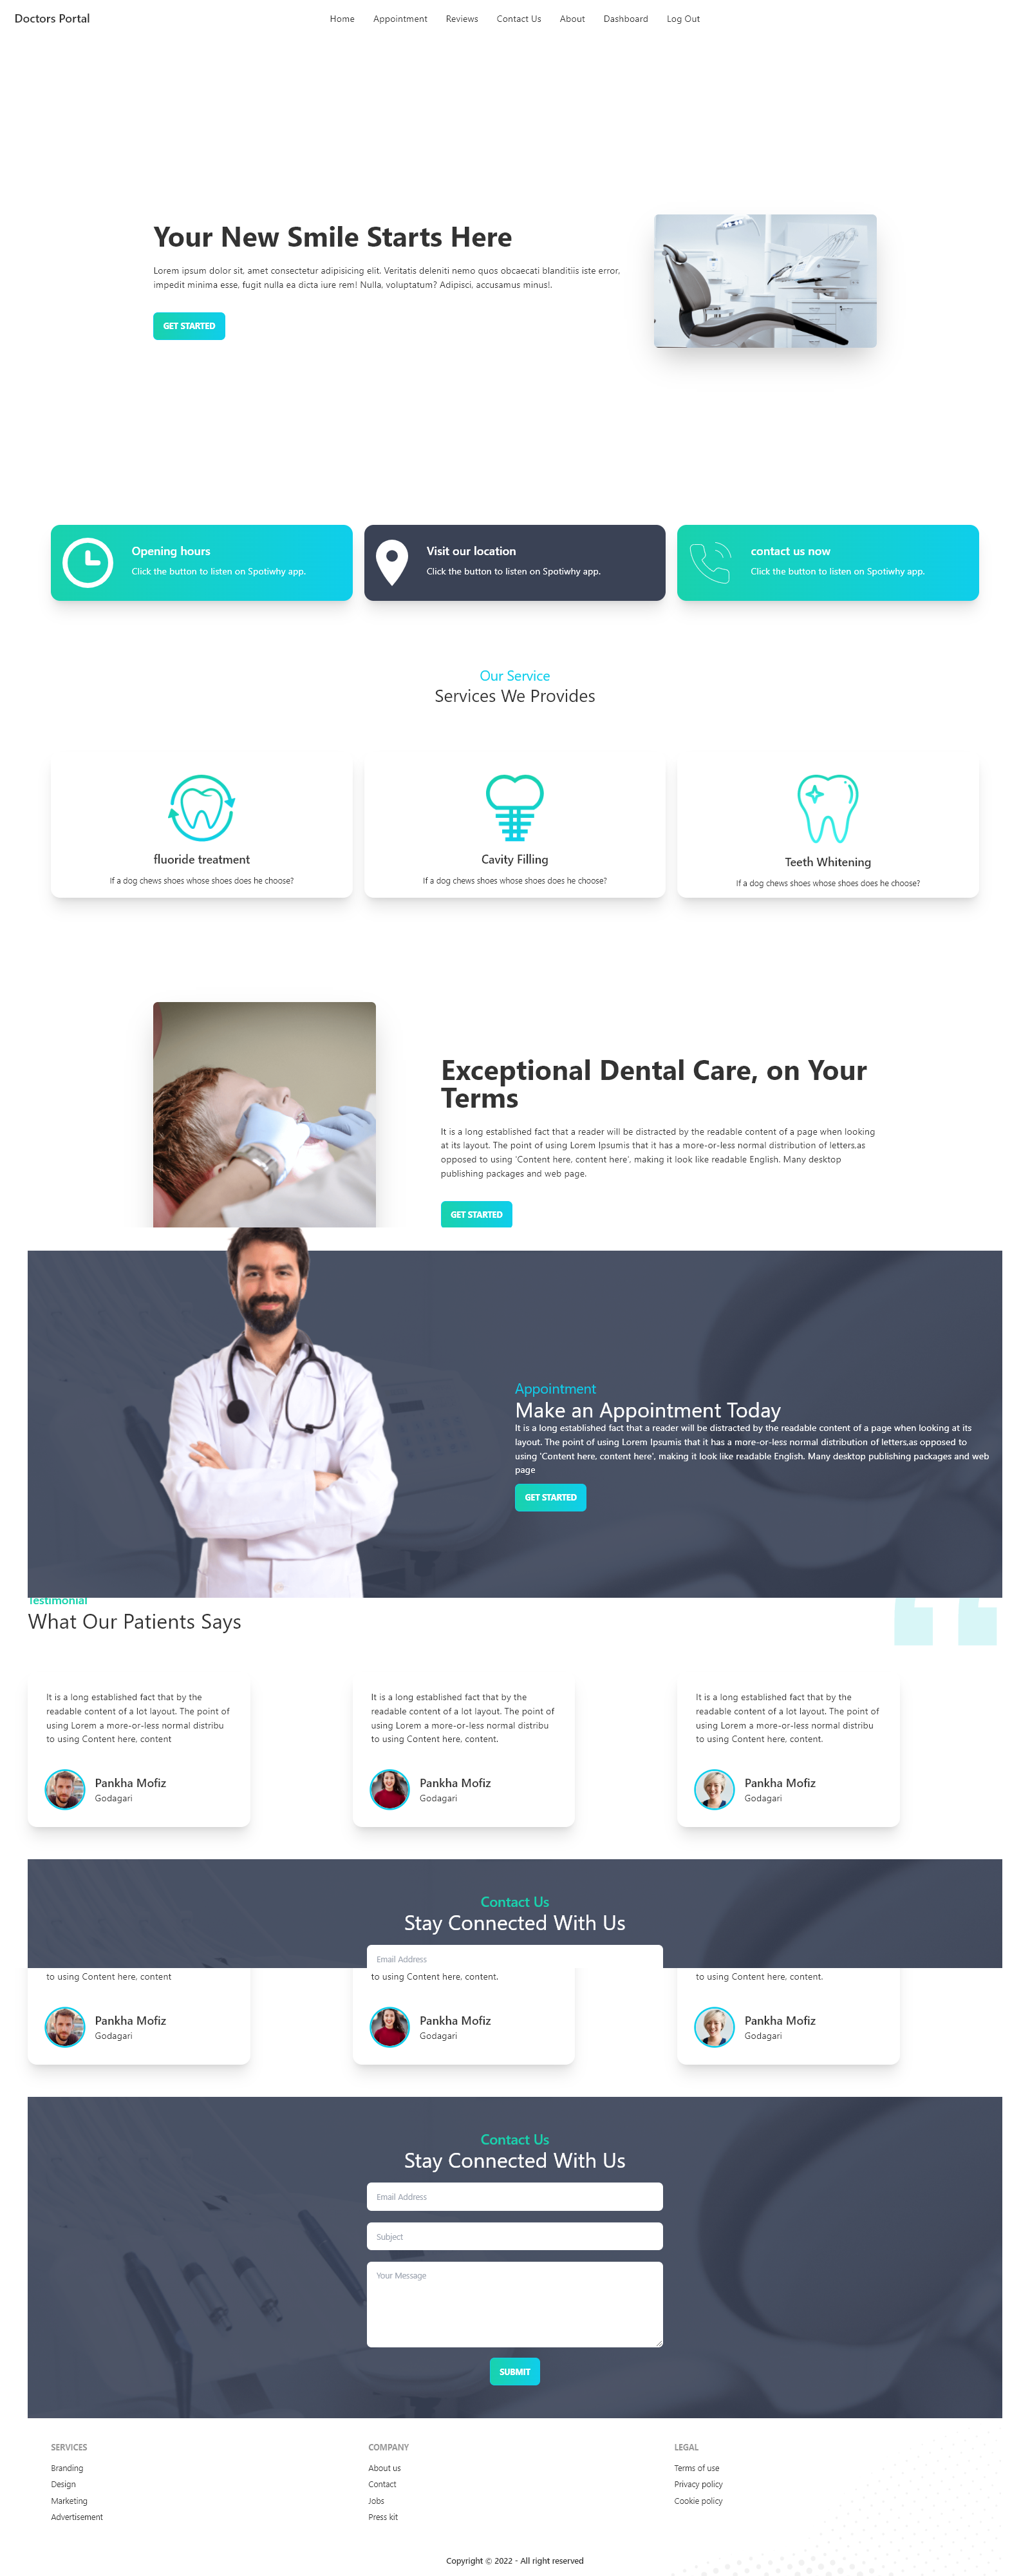 Doctors Portal
Home Appointment Reviews Contact Us About Dashboard Log Out
Your New Smile Starts Here
Lorem ipsum dolor sit, amet consectetur adipisicing elit. Veritatis deleniti nemo quos obcaecati blanditiis iste error,
impedit minima esse, fugit nulla ea dicta iure rem! Nulla, voluptatum? Adipisci, accusamus minus!.
GET STARTED
Opening hours
Click the button to listen on Spotiwhy app.
Visit our location
Click the button to listen on Spotiwhy app.
contact us now
Click the button to listen on Spotiwhy app.
Our Service
Services We Provides
fluoride treatment
If a dog chews shoes whose shoes does he choose?
Cavity Filling
If a dog chews shoes whose shoes does he choose?
Teeth Whitening
If a dog chews shoes whose shoes does he choose?
Exceptional Dental Care, on Your
Terms
It is a long established fact that a reader will be distracted by the readable content of a page when looking
at its layout. The point of using Lorem Ipsumis that it has a more-or-less normal distribution of letters,as
opposed to using 'Content here, content here', making it look like readable English. Many desktop
publishing packages and web page.
GET STARTED
Appointment
Make an Appointment Today
It is a long established fact that a reader will be distracted by the readable content of a page when looking at its
layout. The point of using Lorem Ipsumis that it has a more-or-less normal distribution of letters,as opposed to
using 'Content here, content here', making it look like readable English. Many desktop publishing packages and web
page
GET STARTED
Testimonial
What Our Patients Says
It is a long established fact that by the
readable content of a lot layout. The point of
using Lorem a more-or-less normal distribu
to using Content here, content
Pankha Mofiz
Godagari
It is a long established fact that by the
readable content of a lot layout. The point of
using Lorem a more-or-less normal distribu
to using Content here, content.
Pankha Mofiz
Godagari
It is a long established fact that by the
readable content of a lot layout. The point of
using Lorem a more-or-less normal distribu
to using Content here, content.
Pankha Mofiz
Godagari
Contact Us
Stay Connected With Us
Email Address
to using Content here, content
Pankha Mofiz
Godagari
to using Content here, content.
Pankha Mofiz
Godagari
to using Content here, content.
Pankha Mofiz
Godagari
Contact Us
Stay Connected With Us
Email Address
Subject
Your Message
SUBMIT
SERVICES
Branding
Design
Marketing
Advertisement
COMPANY
About us
Contact
Jobs
Press kit
LEGAL
Terms of use
Privacy policy
Cookie policy
Copyright © 2022 - All right reserved